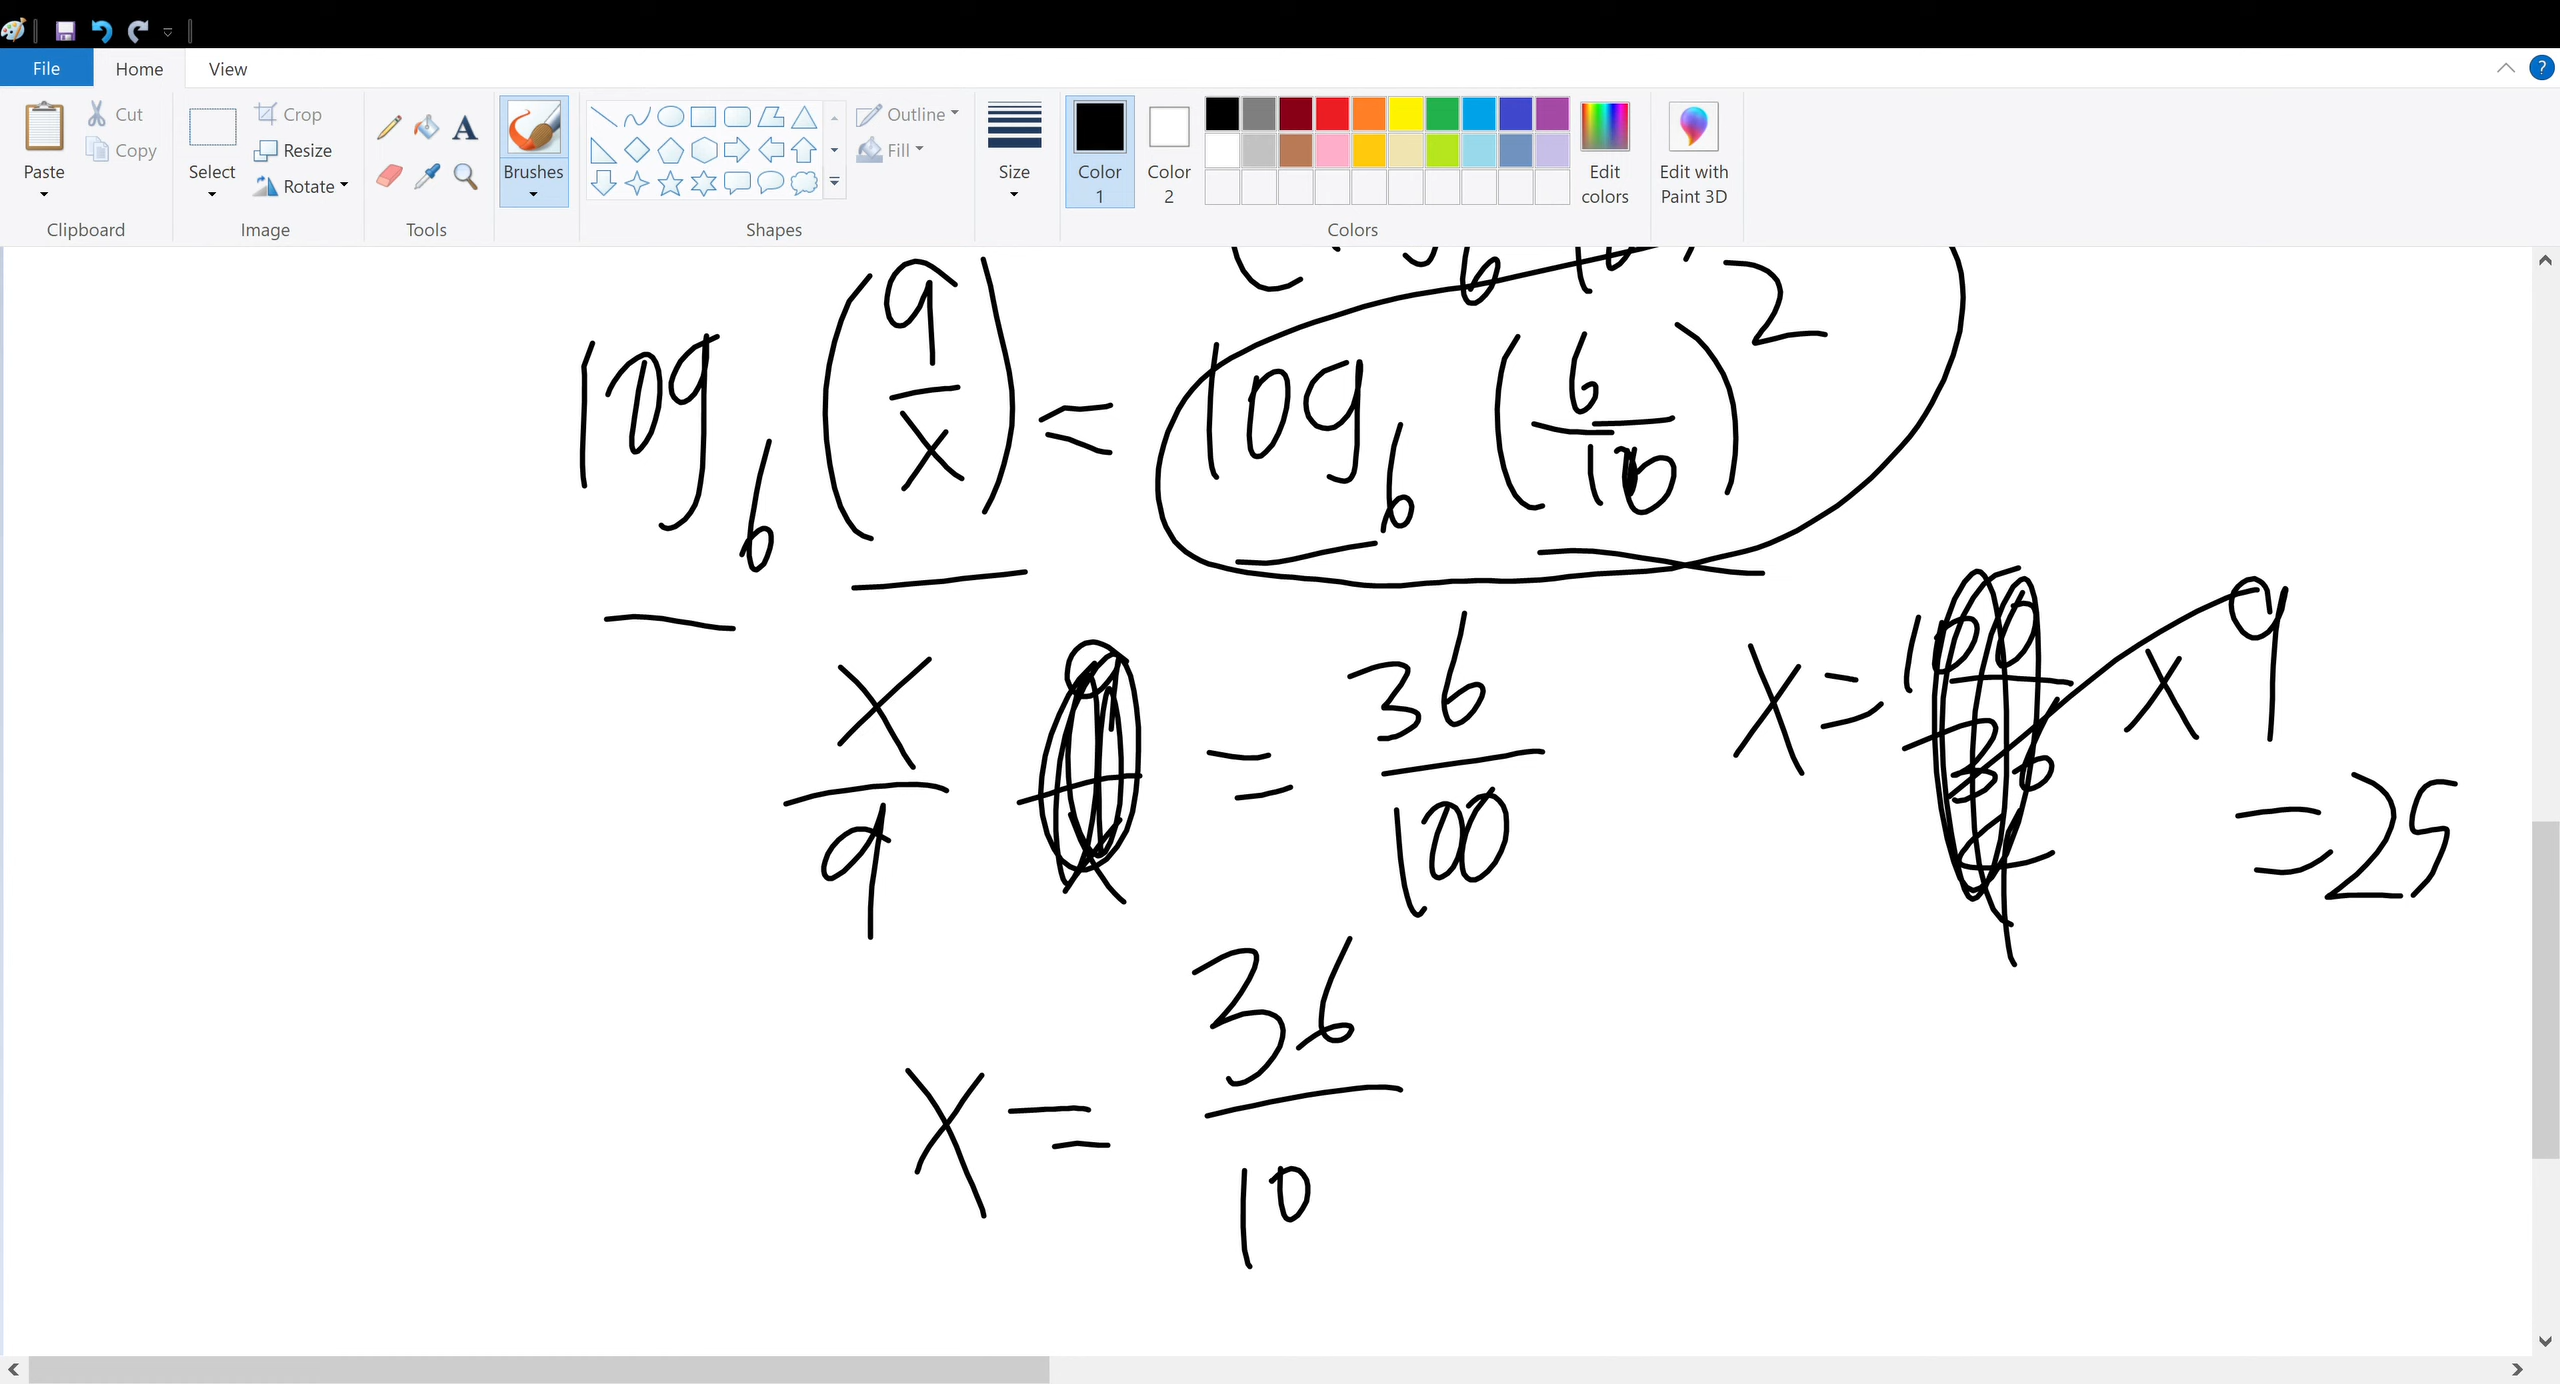 File Home View
Paste Cut Copy Clipboard
Select Crop Resize Rotate Image
Tools
Brushes
Outline Fill Shapes
Size
Color 1 Color 2 Edit colors Colors
Edit with Paint 3D
log6 (9/x) = log6 (6/10)^2
x/9 = 36/100
x = x 9
= 25
x = 36/10